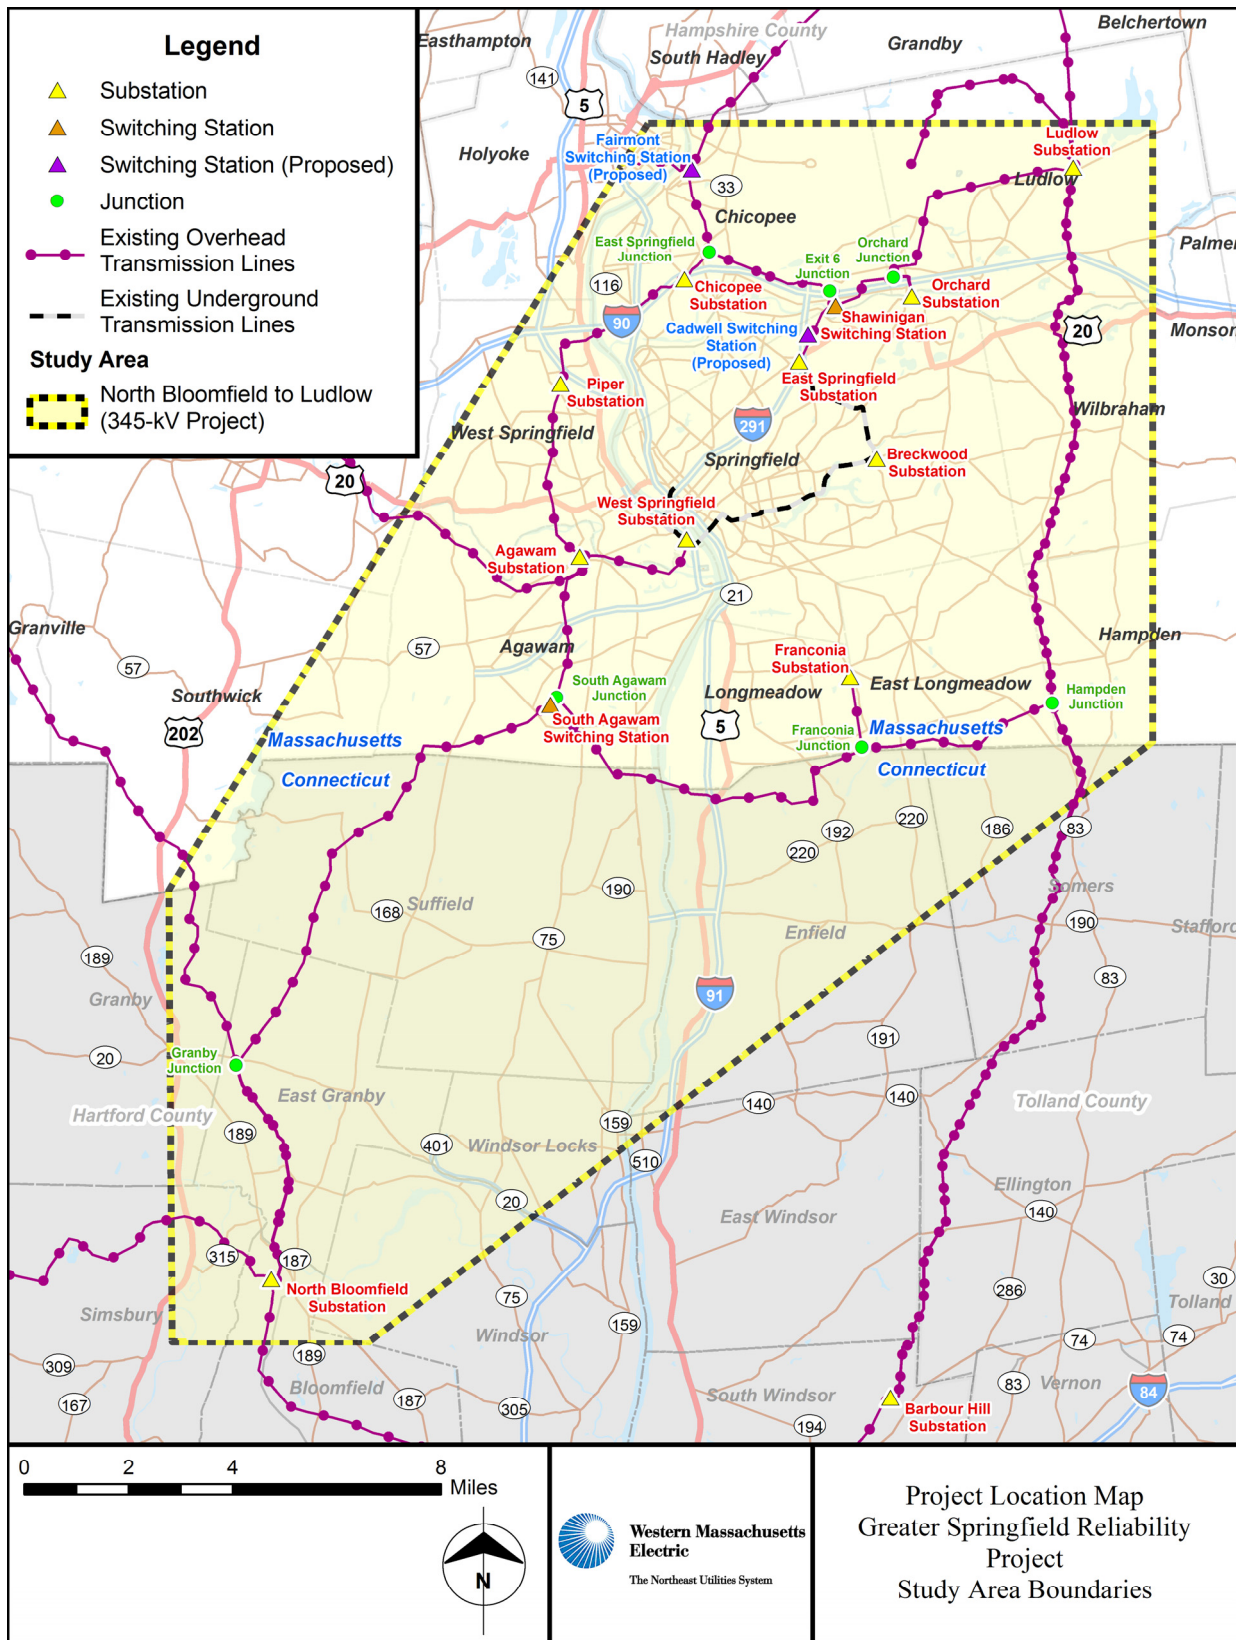 Legend
Substation
Switching Station
Switching Station (Proposed)
Junction
Existing Overhead
Transmission Lines
Existing Underground
Transmission Lines
Study Area
North Bloomfield to Ludlow
(345-kV Project)
Belchertown
Hampshire County
Easthampton
Grandby
South Hadley
141
5
Fairmont
Switching Station
(Proposed)
Ludlow
Substation
Holyoke
33
Ludlow
Chicopee
East Springfield
Junction
Orchard
Junction
Exit 6
Junction
Palmer
116
Chicopee
Substation
Orchard
Substation
90
Shawinigan
Switching Station
Cadwell Switching
Station
(Proposed)
20
Monson
Piper
Substation
East Springfield
Substation
Wilbraham
291
West Springfield
Springfield
Breckwood
Substation
20
West Springfield
Substation
Agawam
Substation
21
Granville
57
57
Agawam
Hampden
Franconia
Substation
Southwick
South Agawam
Junction
Longmeadow
East Longmeadow
Hampden
Junction
202
South Agawam
Switching Station
5
Franconia
Junction
Massachusetts
Massachusetts
Connecticut
Connecticut
220
192
186
83
220
190
Somers
168
Suffield
190
Stafford
75
Enfield
189
83
Granby
91
20
191
Granby
Junction
East Granby
140
140
Tolland County
Hartford County
189
159
401
Windsor Locks
510
Ellington
20
140
East Windsor
315
187
30
North Bloomfield
Substation
75
286
Tolland
Simsbury
Windsor
159
74
74
309
189
Bloomfield
187
South Windsor
83
Vernon
84
167
305
194
Barbour Hill
Substation
0 2 4 8
Miles
N
Western Massachusetts
Electric
The Northeast Utilities System
Project Location Map
Greater Springfield Reliability
Project
Study Area Boundaries